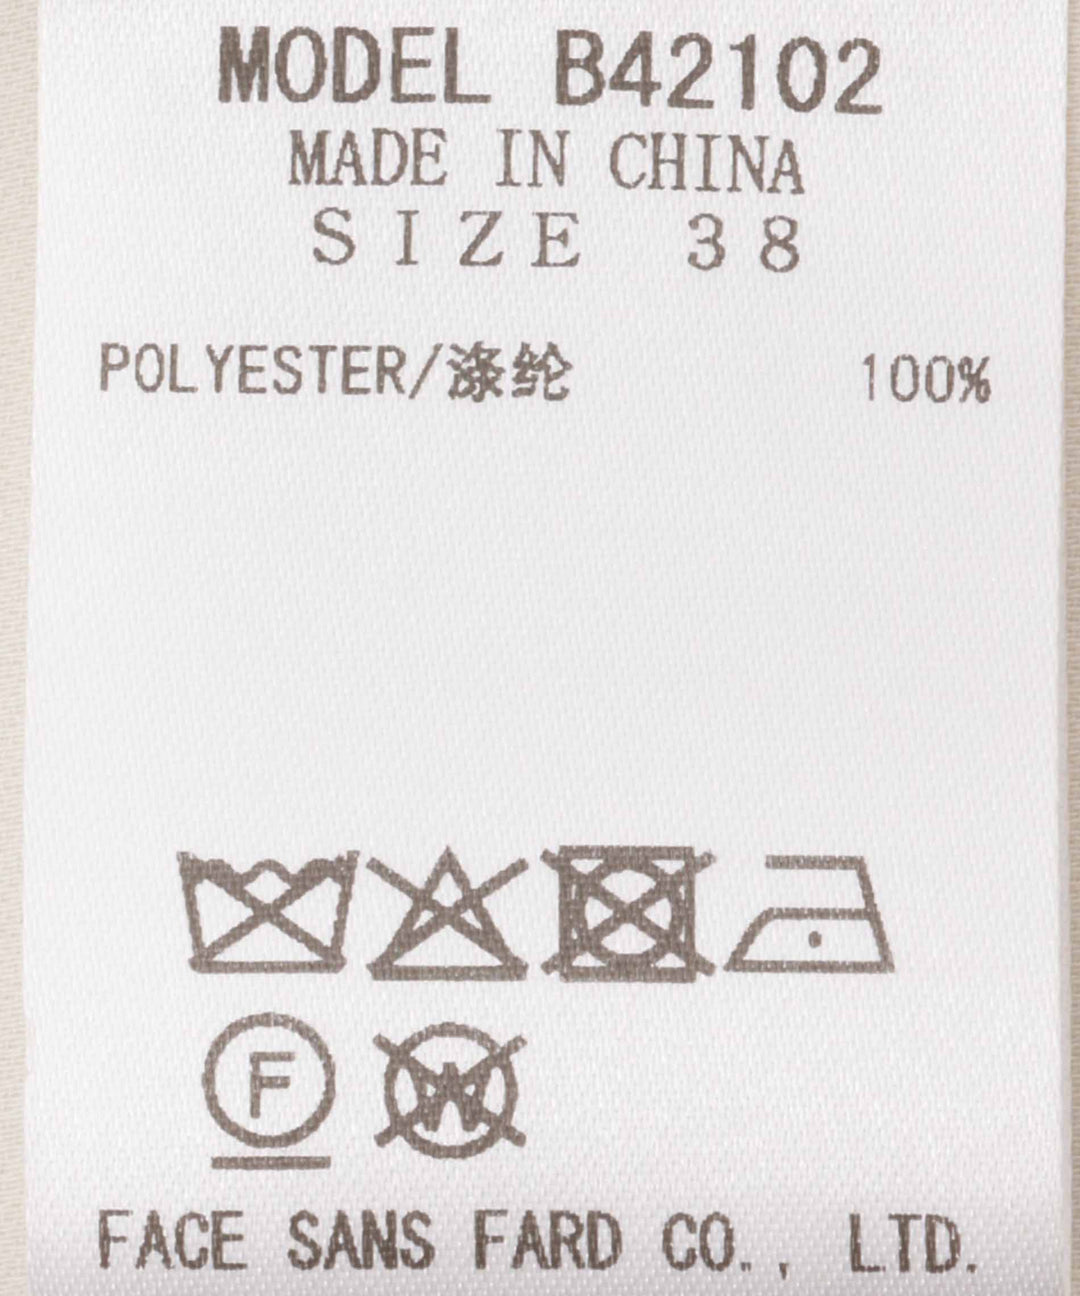 MODEL B42102
MADE IN CHINA
SIZE 38
POLYESTER/涤纶 100%
F W
FACE SANS FARD CO., LTD.